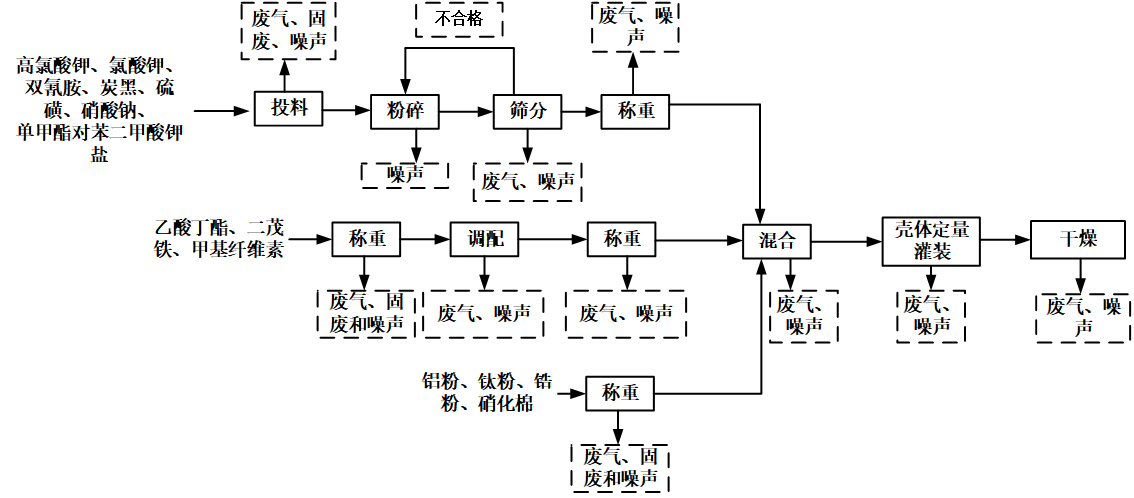 废气、固
废、噪声
不合格
废气、噪
声
高氯酸钾、氯酸钾、
双氰胺、炭黑、硫
磺、硝酸钠、
单甲酯对苯二甲酸钾
盐
投料
粉碎
筛分
称重
噪声
废气、噪声
乙酸丁酯、二茂
铁、甲基纤维素
称重
调配
称重
混合
壳体定量
灌装
干燥
废气、固
废和噪声
废气、噪声
废气、噪声
废气、
噪声
废气、
噪声
废气、噪
声
铝粉、钛粉、锆
粉、硝化棉
称重
废气、固
废和噪声